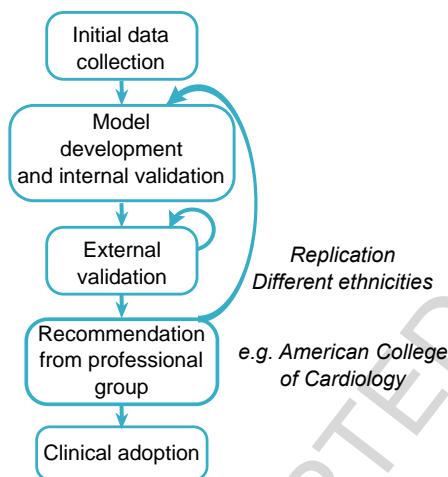 Initial data
collection
Model
development
and internal validation
External
validation
Replication
Different ethnicities
Recommendation
from professional
group
e.g. American College
of Cardiology
Clinical adoption
PTED